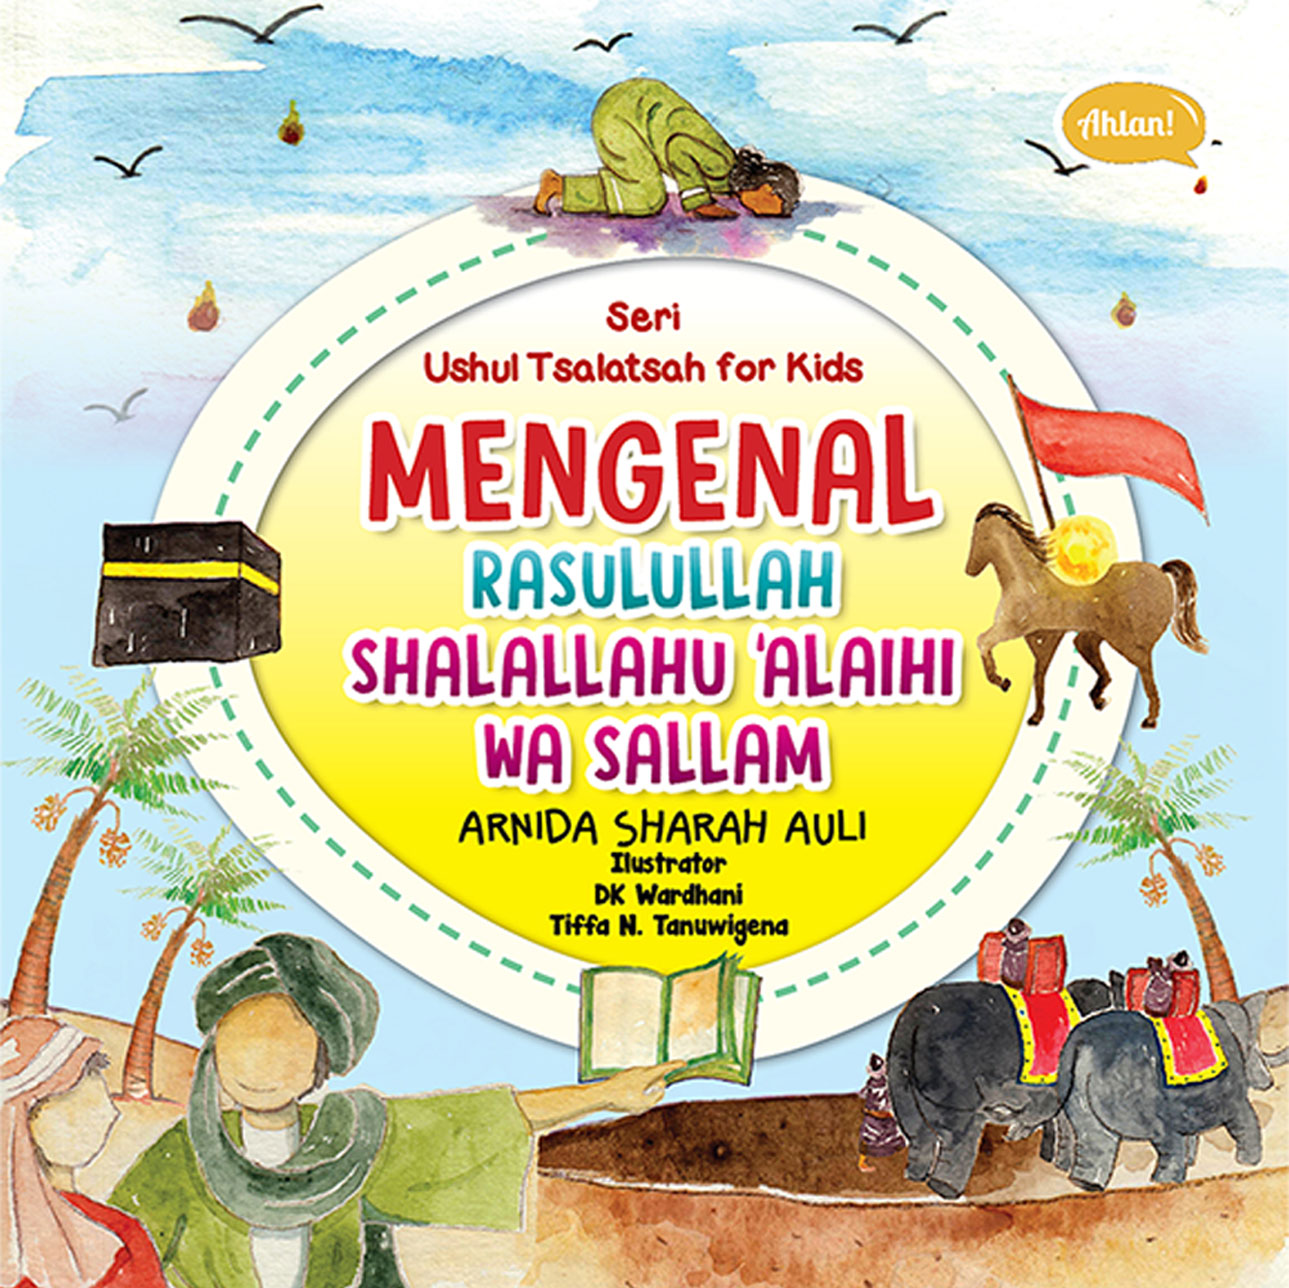 Ahlan!
Seri
Ushul Tsalatsah for Kids
MENGENAL
RASULULLAH
SHALALLAHU 'ALAIHI
WA SALLAM
ARNIDA SHARAH AULI
Ilustrator
DK Wardhani
Tiffa N. Tanuwigena